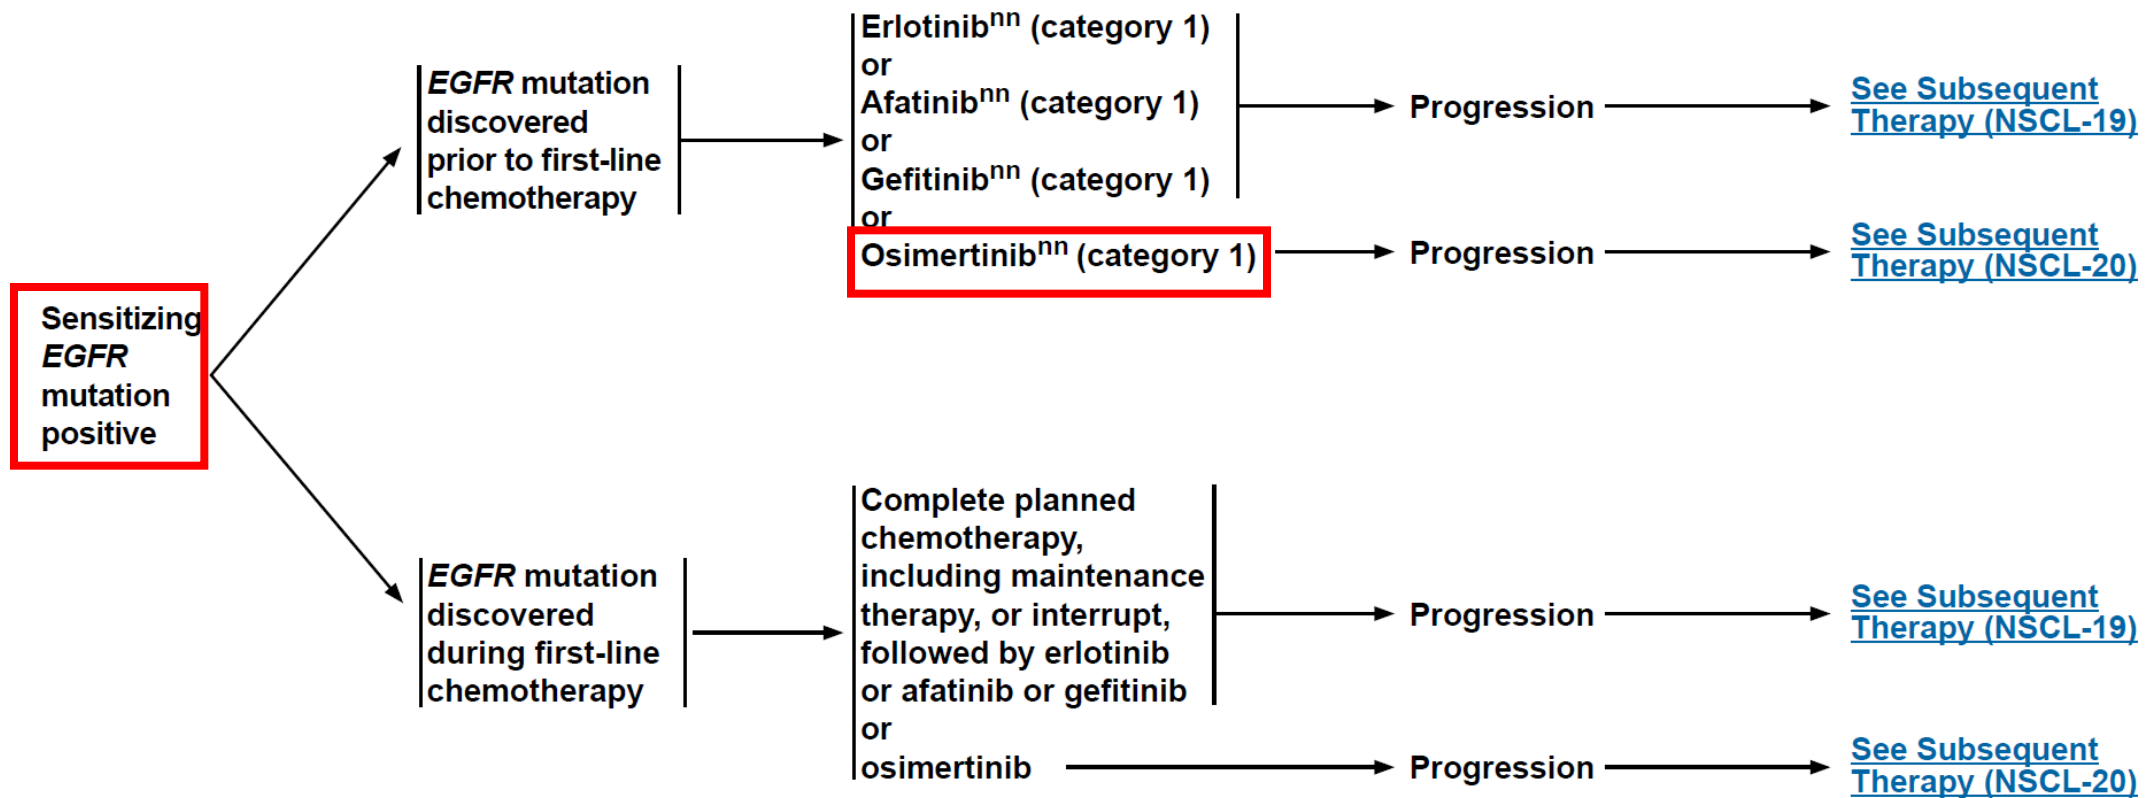 Sensitizing
EGFR
mutation
positive
EGFR mutation
discovered
prior to first-line
chemotherapy
Erlotinibⁿⁿ (category 1)
or
Afatinibⁿⁿ (category 1)
or
Gefitinibⁿⁿ (category 1)
or
Osimertinibⁿⁿ (category 1)
Progression
See Subsequent
Therapy (NSCL-19)
Progression
See Subsequent
Therapy (NSCL-20)
EGFR mutation
discovered
during first-line
chemotherapy
Complete planned
chemotherapy,
including maintenance
therapy, or interrupt,
followed by erlotinib
or afatinib or gefitinib
or
osimertinib
Progression
See Subsequent
Therapy (NSCL-19)
Progression
See Subsequent
Therapy (NSCL-20)